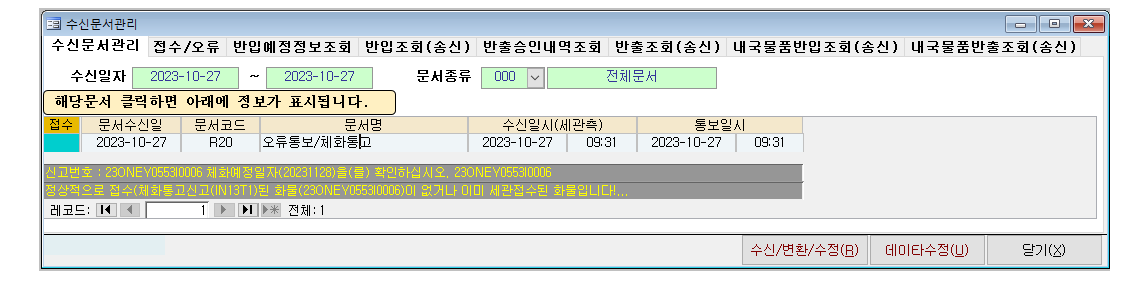 수신문서관리
수신문서관리 접수/오류 반입예정정보조회 반입조회(송신) 반출승인내역조회 반출조회(송신) 내국물품반입조회(송신) 내국물품반출조회(송신)
수신일자 2023-10-27 ~ 2023-10-27 문서종류 000 전체문서
해당문서 클릭하면 아래에 정보가 표시됩니다.
접수 문서수신일 문서코드 문서명 수신일시(세관측) 통보일시
2023-10-27 R20 오류통보/체화통고 2023-10-27 09:31 2023-10-27 09:31
신고번호 : 23ONEY0553I0006 체화예정일자(20231128)을(를) 확인하십시오, 23ONEY0553I0006
정상적으로 접수(체화통고신고(IN13T1)된 화물(23ONEY0553I0006)이 없거나 이미 세관접수된 화물입니다!...
레코드: 1 전체: 1
수신/변환/수정(R) 데이타수정(U) 닫기(X)